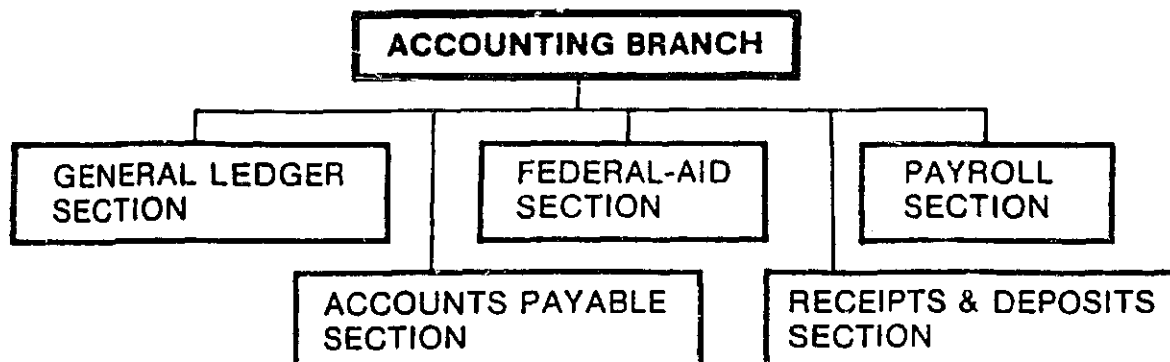 ACCOUNTING BRANCH
GENERAL LEDGER
SECTION
FEDERAL-AID
SECTION
PAYROLL
SECTION
ACCOUNTS PAYABLE
SECTION
RECEIPTS & DEPOSITS
SECTION